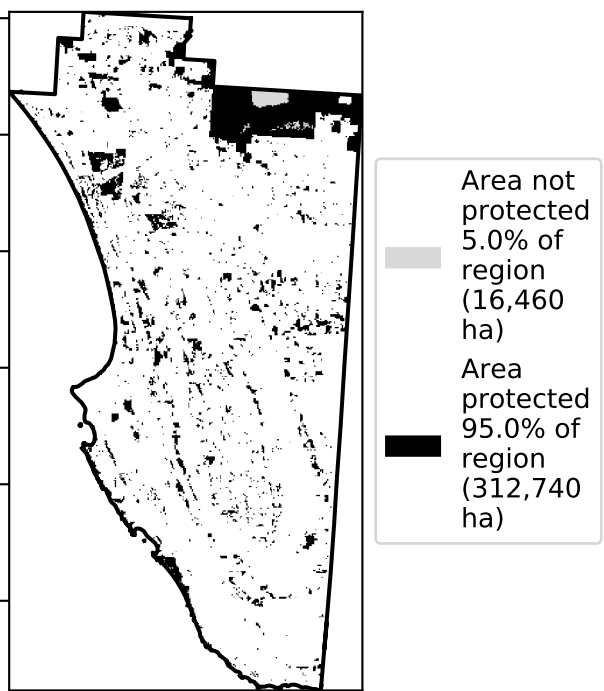 Area not
protected
5.0% of
region
(16,460
ha)
Area
protected
95.0% of
region
(312,740
ha)